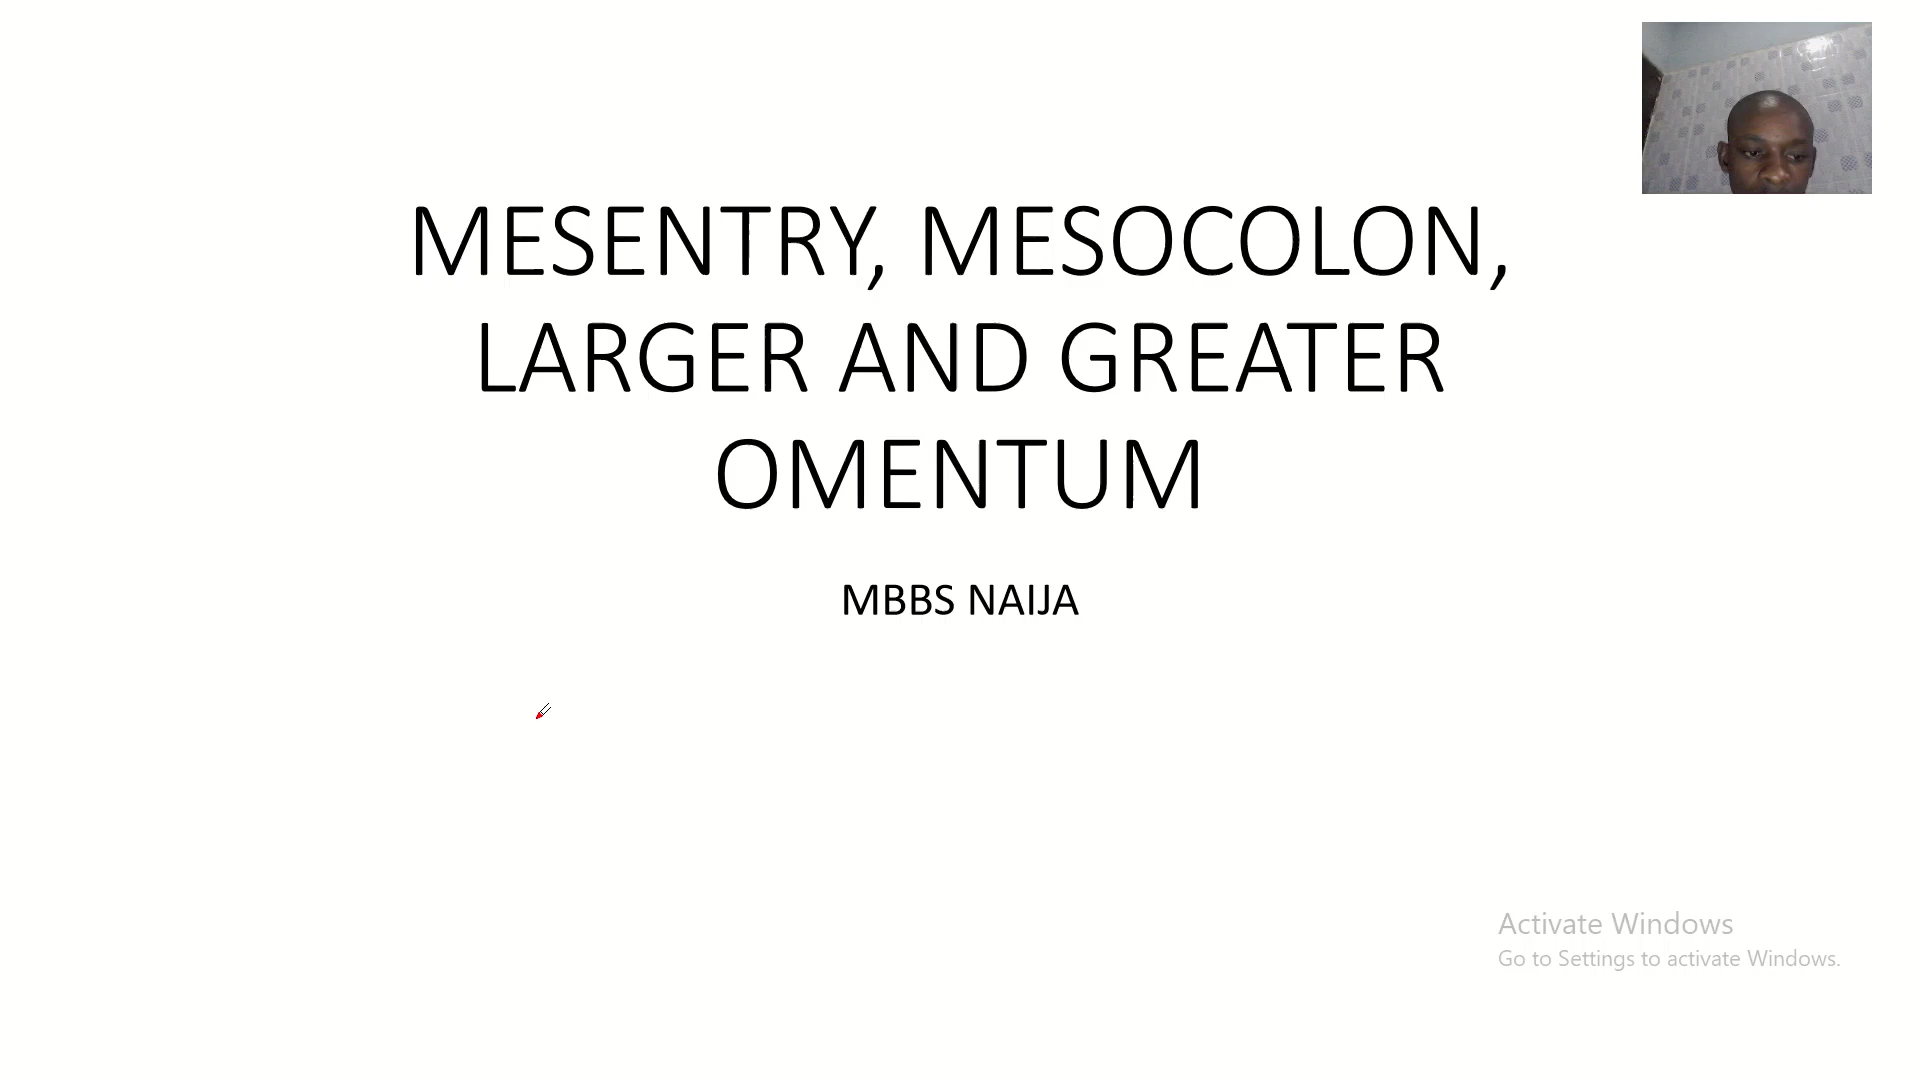 MESENTRY, MESOCOLON,
LARGER AND GREATER
OMENTUM
MBBS NAIJA
Activate Windows
Go to Settings to activate Windows.